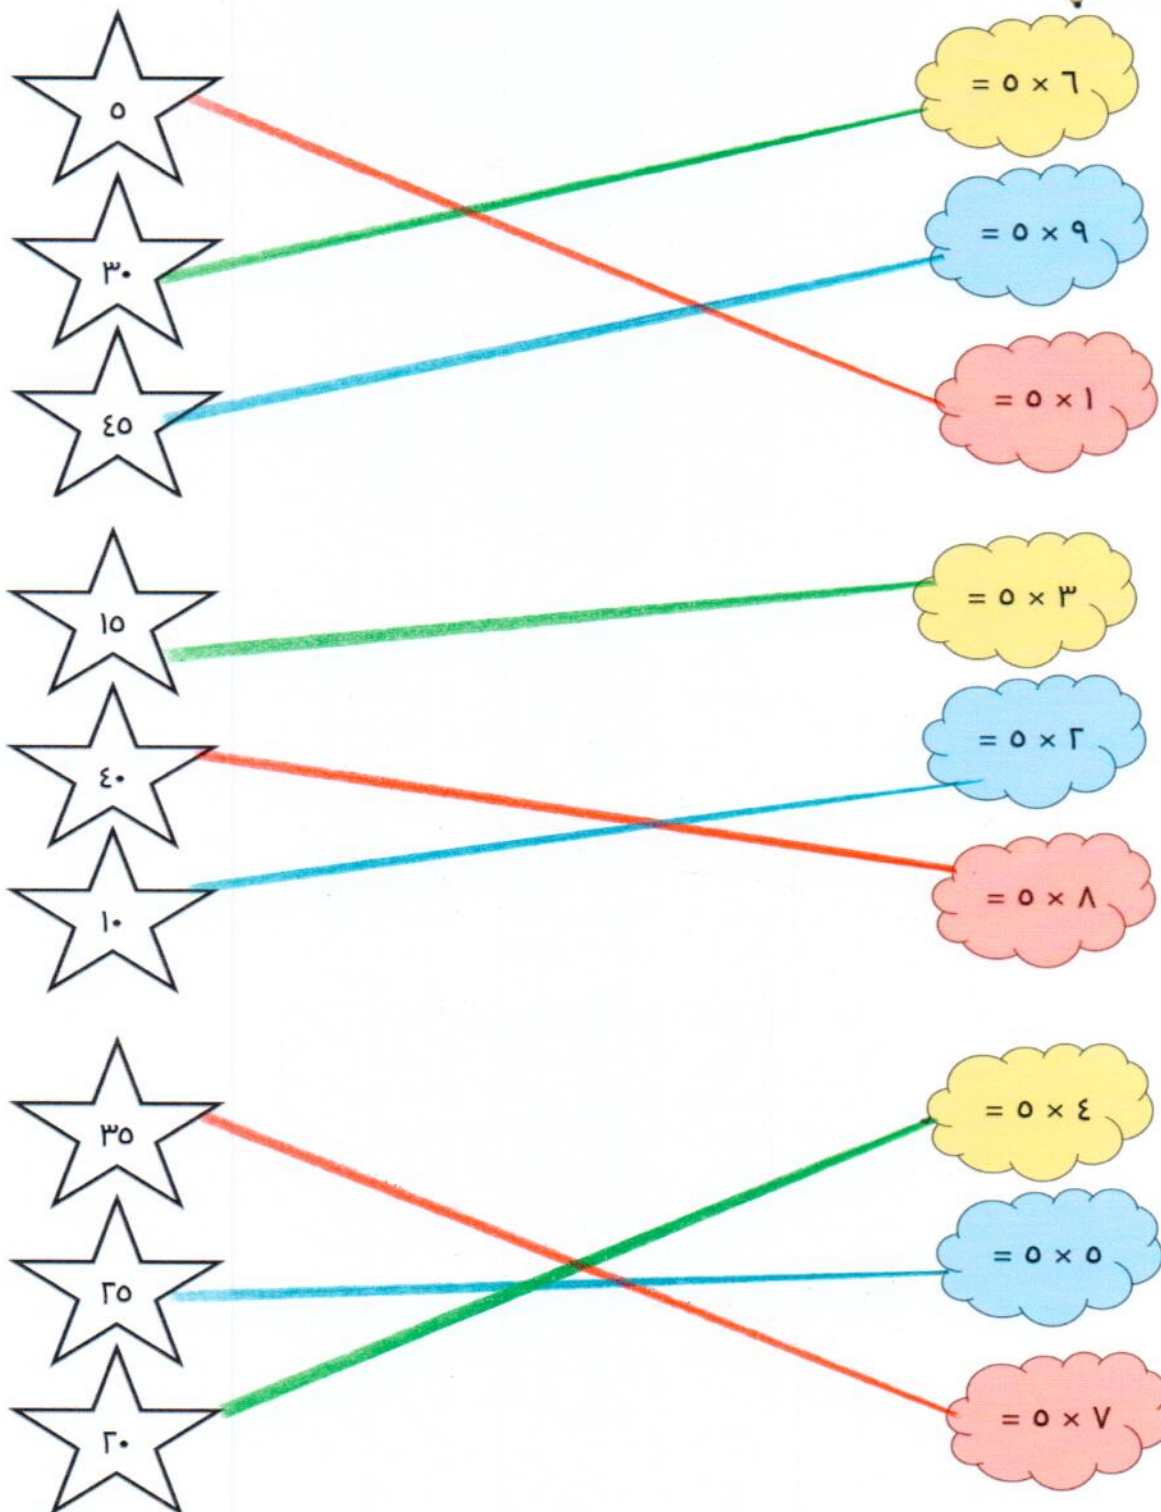 ٦ × ٥ =
٥
٩ × ٥ =
٣٠
١ × ٥ =
٤٥
٣ × ٥ =
١٥
٢ × ٥ =
٤٠
٨ × ٥ =
١٠
٤ × ٥ =
٣٥
٥ × ٥ =
٢٥
٧ × ٥ =
٢٠